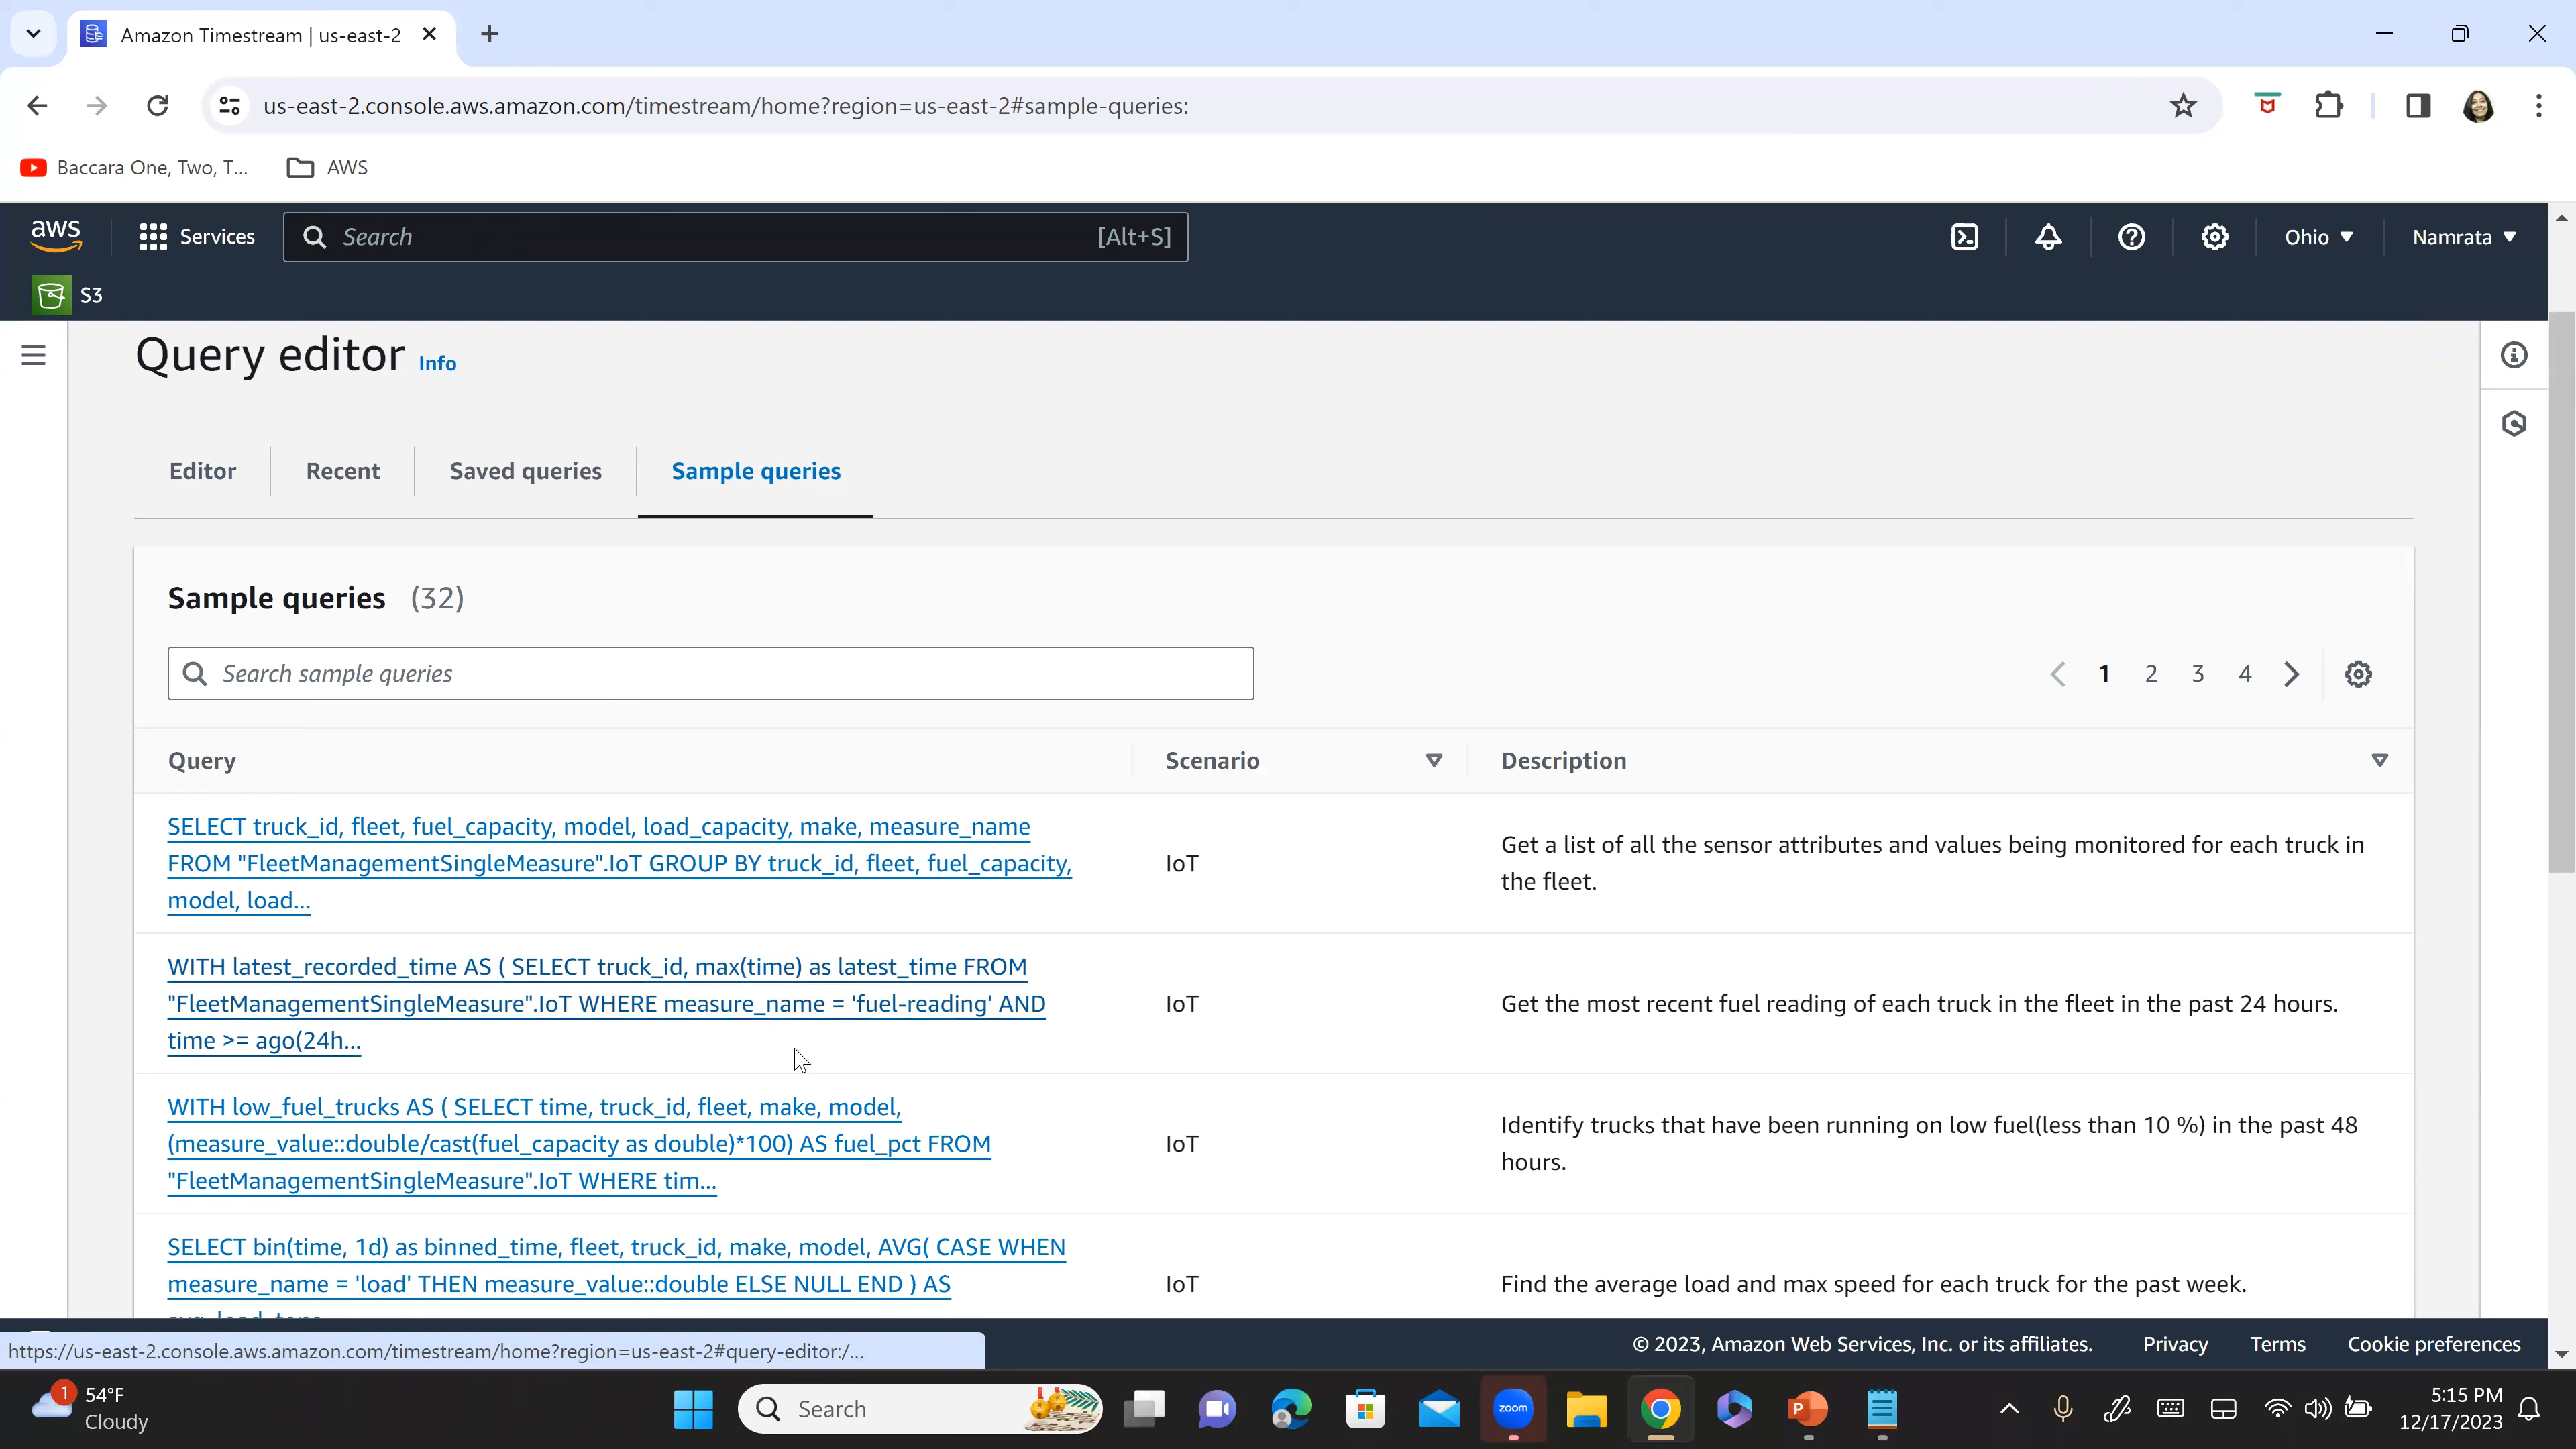 Amazon Timestream | us-east-2
us-east-2.console.aws.amazon.com/timestream/home?region=us-east-2#sample-queries:
Baccara One, Two, T...
AWS
aws
Services
Search
[Alt+S]
Ohio
Namrata
S3
Query editor Info
Editor
Recent
Saved queries
Sample queries
Sample queries (32)
Search sample queries
1 2 3 4
Query
Scenario
Description
SELECT truck_id, fleet, fuel_capacity, model, load_capacity, make, measure_name
FROM "FleetManagementSingleMeasure".IoT GROUP BY truck_id, fleet, fuel_capacity,
model, load...
IoT
Get a list of all the sensor attributes and values being monitored for each truck in
the fleet.
WITH latest_recorded_time AS ( SELECT truck_id, max(time) as latest_time FROM
"FleetManagementSingleMeasure".IoT WHERE measure_name = 'fuel-reading' AND
time >= ago(24h...
IoT
Get the most recent fuel reading of each truck in the fleet in the past 24 hours.
WITH low_fuel_trucks AS ( SELECT time, truck_id, fleet, make, model,
(measure_value::double/cast(fuel_capacity as double)*100) AS fuel_pct FROM
"FleetManagementSingleMeasure".IoT WHERE tim...
IoT
Identify trucks that have been running on low fuel(less than 10 %) in the past 48
hours.
SELECT bin(time, 1d) as binned_time, fleet, truck_id, make, model, AVG( CASE WHEN
measure_name = 'load' THEN measure_value::double ELSE NULL END ) AS
IoT
Find the average load and max speed for each truck for the past week.
https://us-east-2.console.aws.amazon.com/timestream/home?region=us-east-2#query-editor:/...
© 2023, Amazon Web Services, Inc. or its affiliates.
Privacy
Terms
Cookie preferences
1
54°F
Cloudy
Search
zoom
5:15 PM
12/17/2023